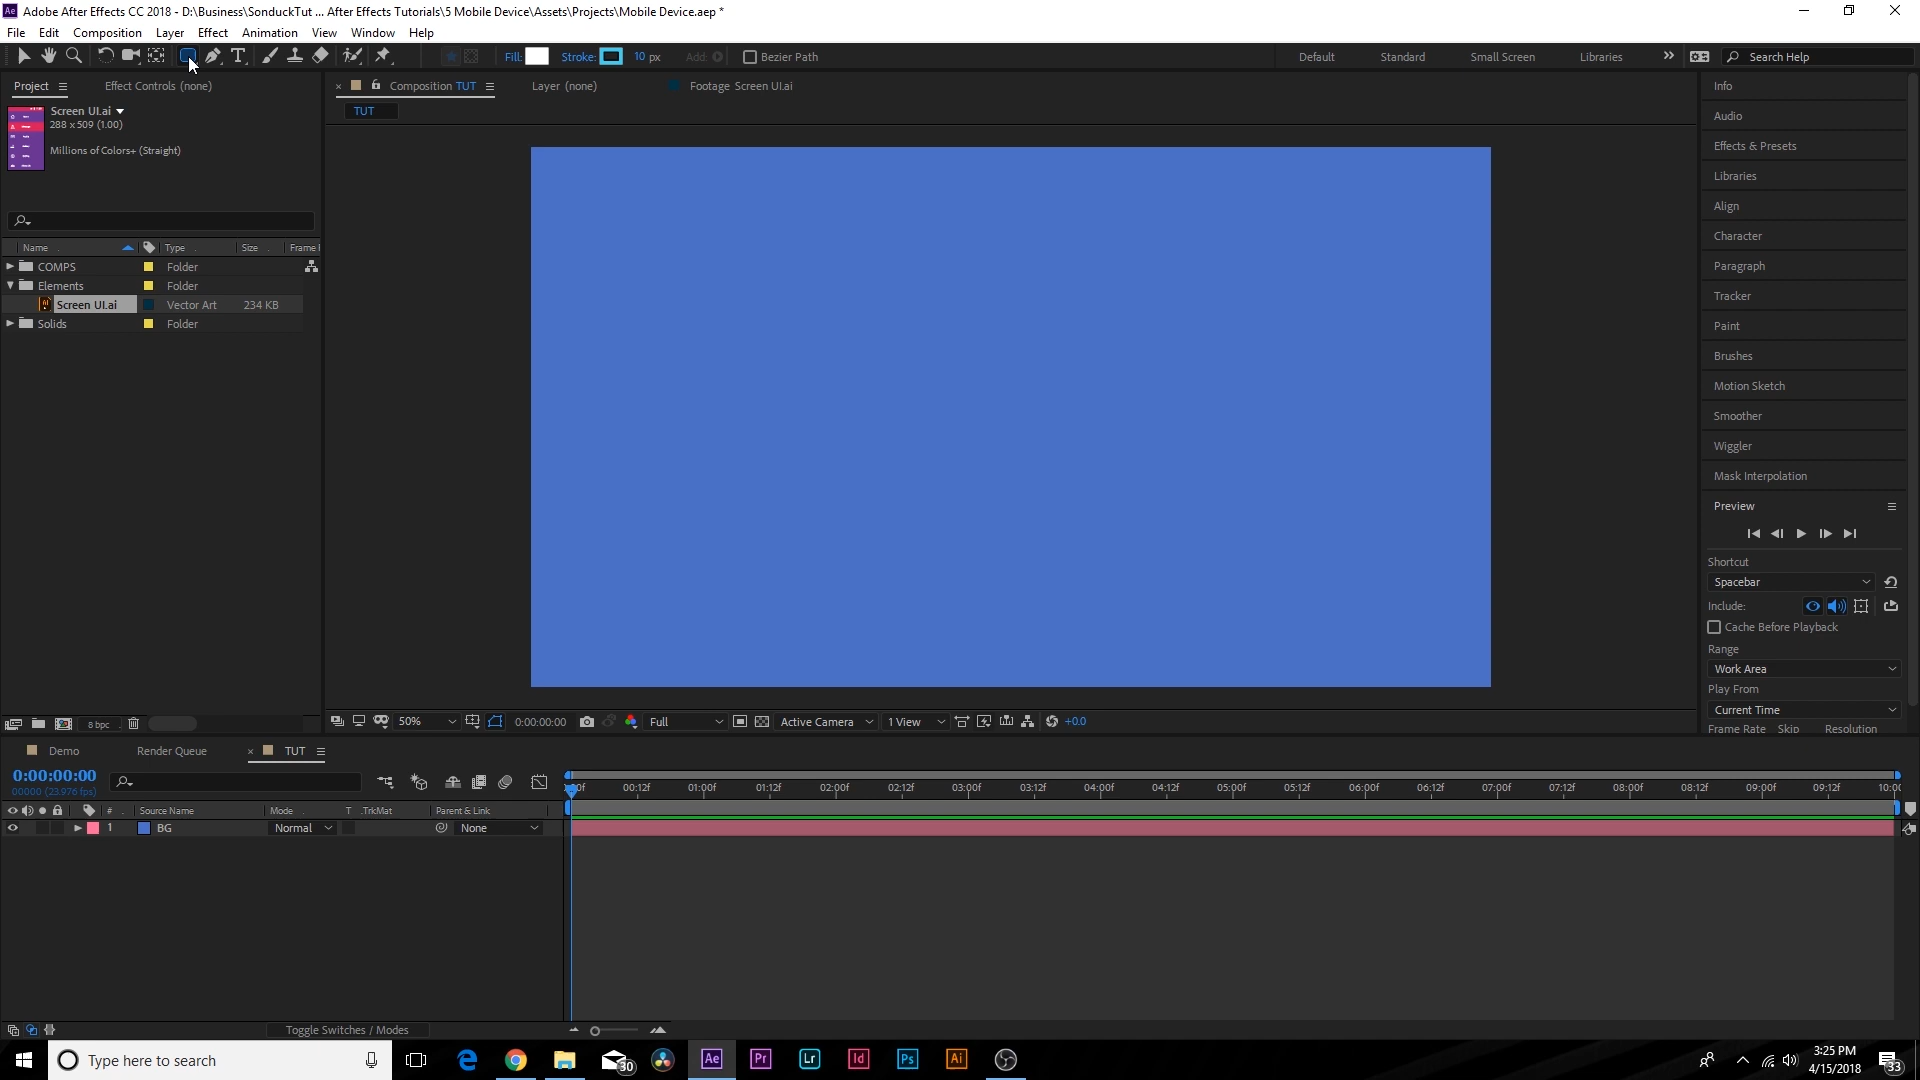 Ae Adobe After Effects CC 2018 - D:\Business\SonduckTut ... After Effects Tutorials\5 Mobile Device\Assets\Projects\Mobile Device.aep *
File Edit Composition Layer Effect Animation View Window Help
Fill: Stroke: 10 px Add: Bezier Path Default Standard Small Screen Libraries Search Help
Project Effect Controls (none)
Composition TUT Layer (none) Footage Screen UI.ai
TUT
Screen UI.ai
288 x 509 (1.00)
Millions of Colors+ (Straight)
Name Type Size Frame
COMPS Folder
Elements Folder
Screen UI.ai Vector Art 234 KB
Solids Folder
8 bpc
50% 0:00:00:00 Full Active Camera 1 View +0.0
Info
Audio
Effects & Presets
Libraries
Align
Character
Paragraph
Tracker
Paint
Brushes
Motion Sketch
Smoother
Wiggler
Mask Interpolation
Preview
Shortcut
Spacebar
Include:
Cache Before Playback
Range
Work Area
Play From
Current Time
Frame Rate Skip Resolution
Demo Render Queue TUT
0:00:00:00
00000 (23.976 fps)
00:12f 01:00f 01:12f 02:00f 02:12f 03:00f 03:12f 04:00f 04:12f 05:00f 05:12f 06:00f 06:12f 07:00f 07:12f 08:00f 08:12f 09:00f 09:12f
# Source Name Mode T .TrkMat Parent & Link
1 BG Normal None
Toggle Switches / Modes
Type here to search
30 Ae Pr Lr Id Ps Ai
3:25 PM
4/15/2018
33